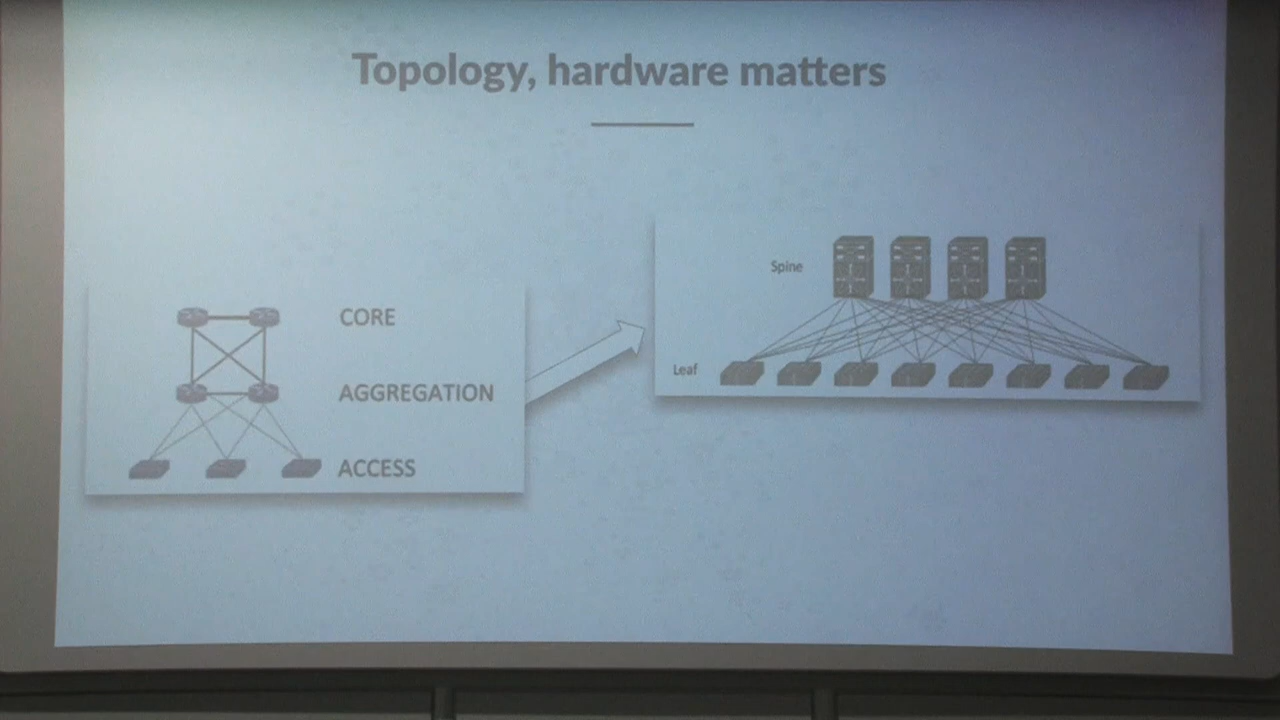 Topology, hardware matters
CORE
AGGREGATION
ACCESS
Spine
Leaf